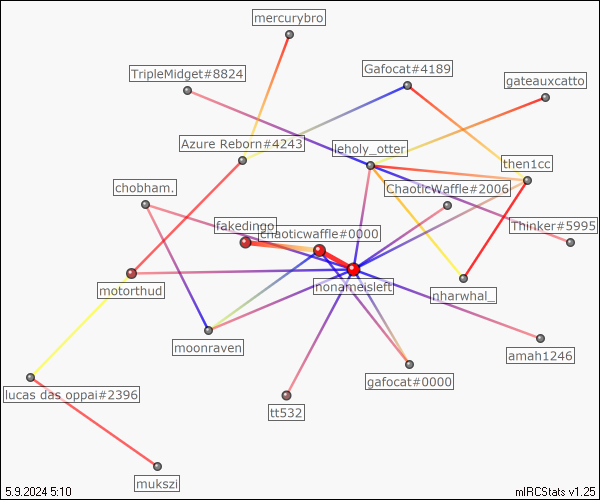 mercurybro
TripleMidget#8824
Gafocat#4189
gateauxcatto
Azure Reborn#4243
leholy_otter
then1cc
chobham.
ChaoticWaffle#2006
fakedingo
chaoticwaffle#0000
Thinker#5995
motorthud
nonameisleft
nharwhal_
moonraven
amah1246
gafocat#0000
lucas das oppai#2396
tt532
mukszi
5.9.2024 5:10
mIRCStats v1.25